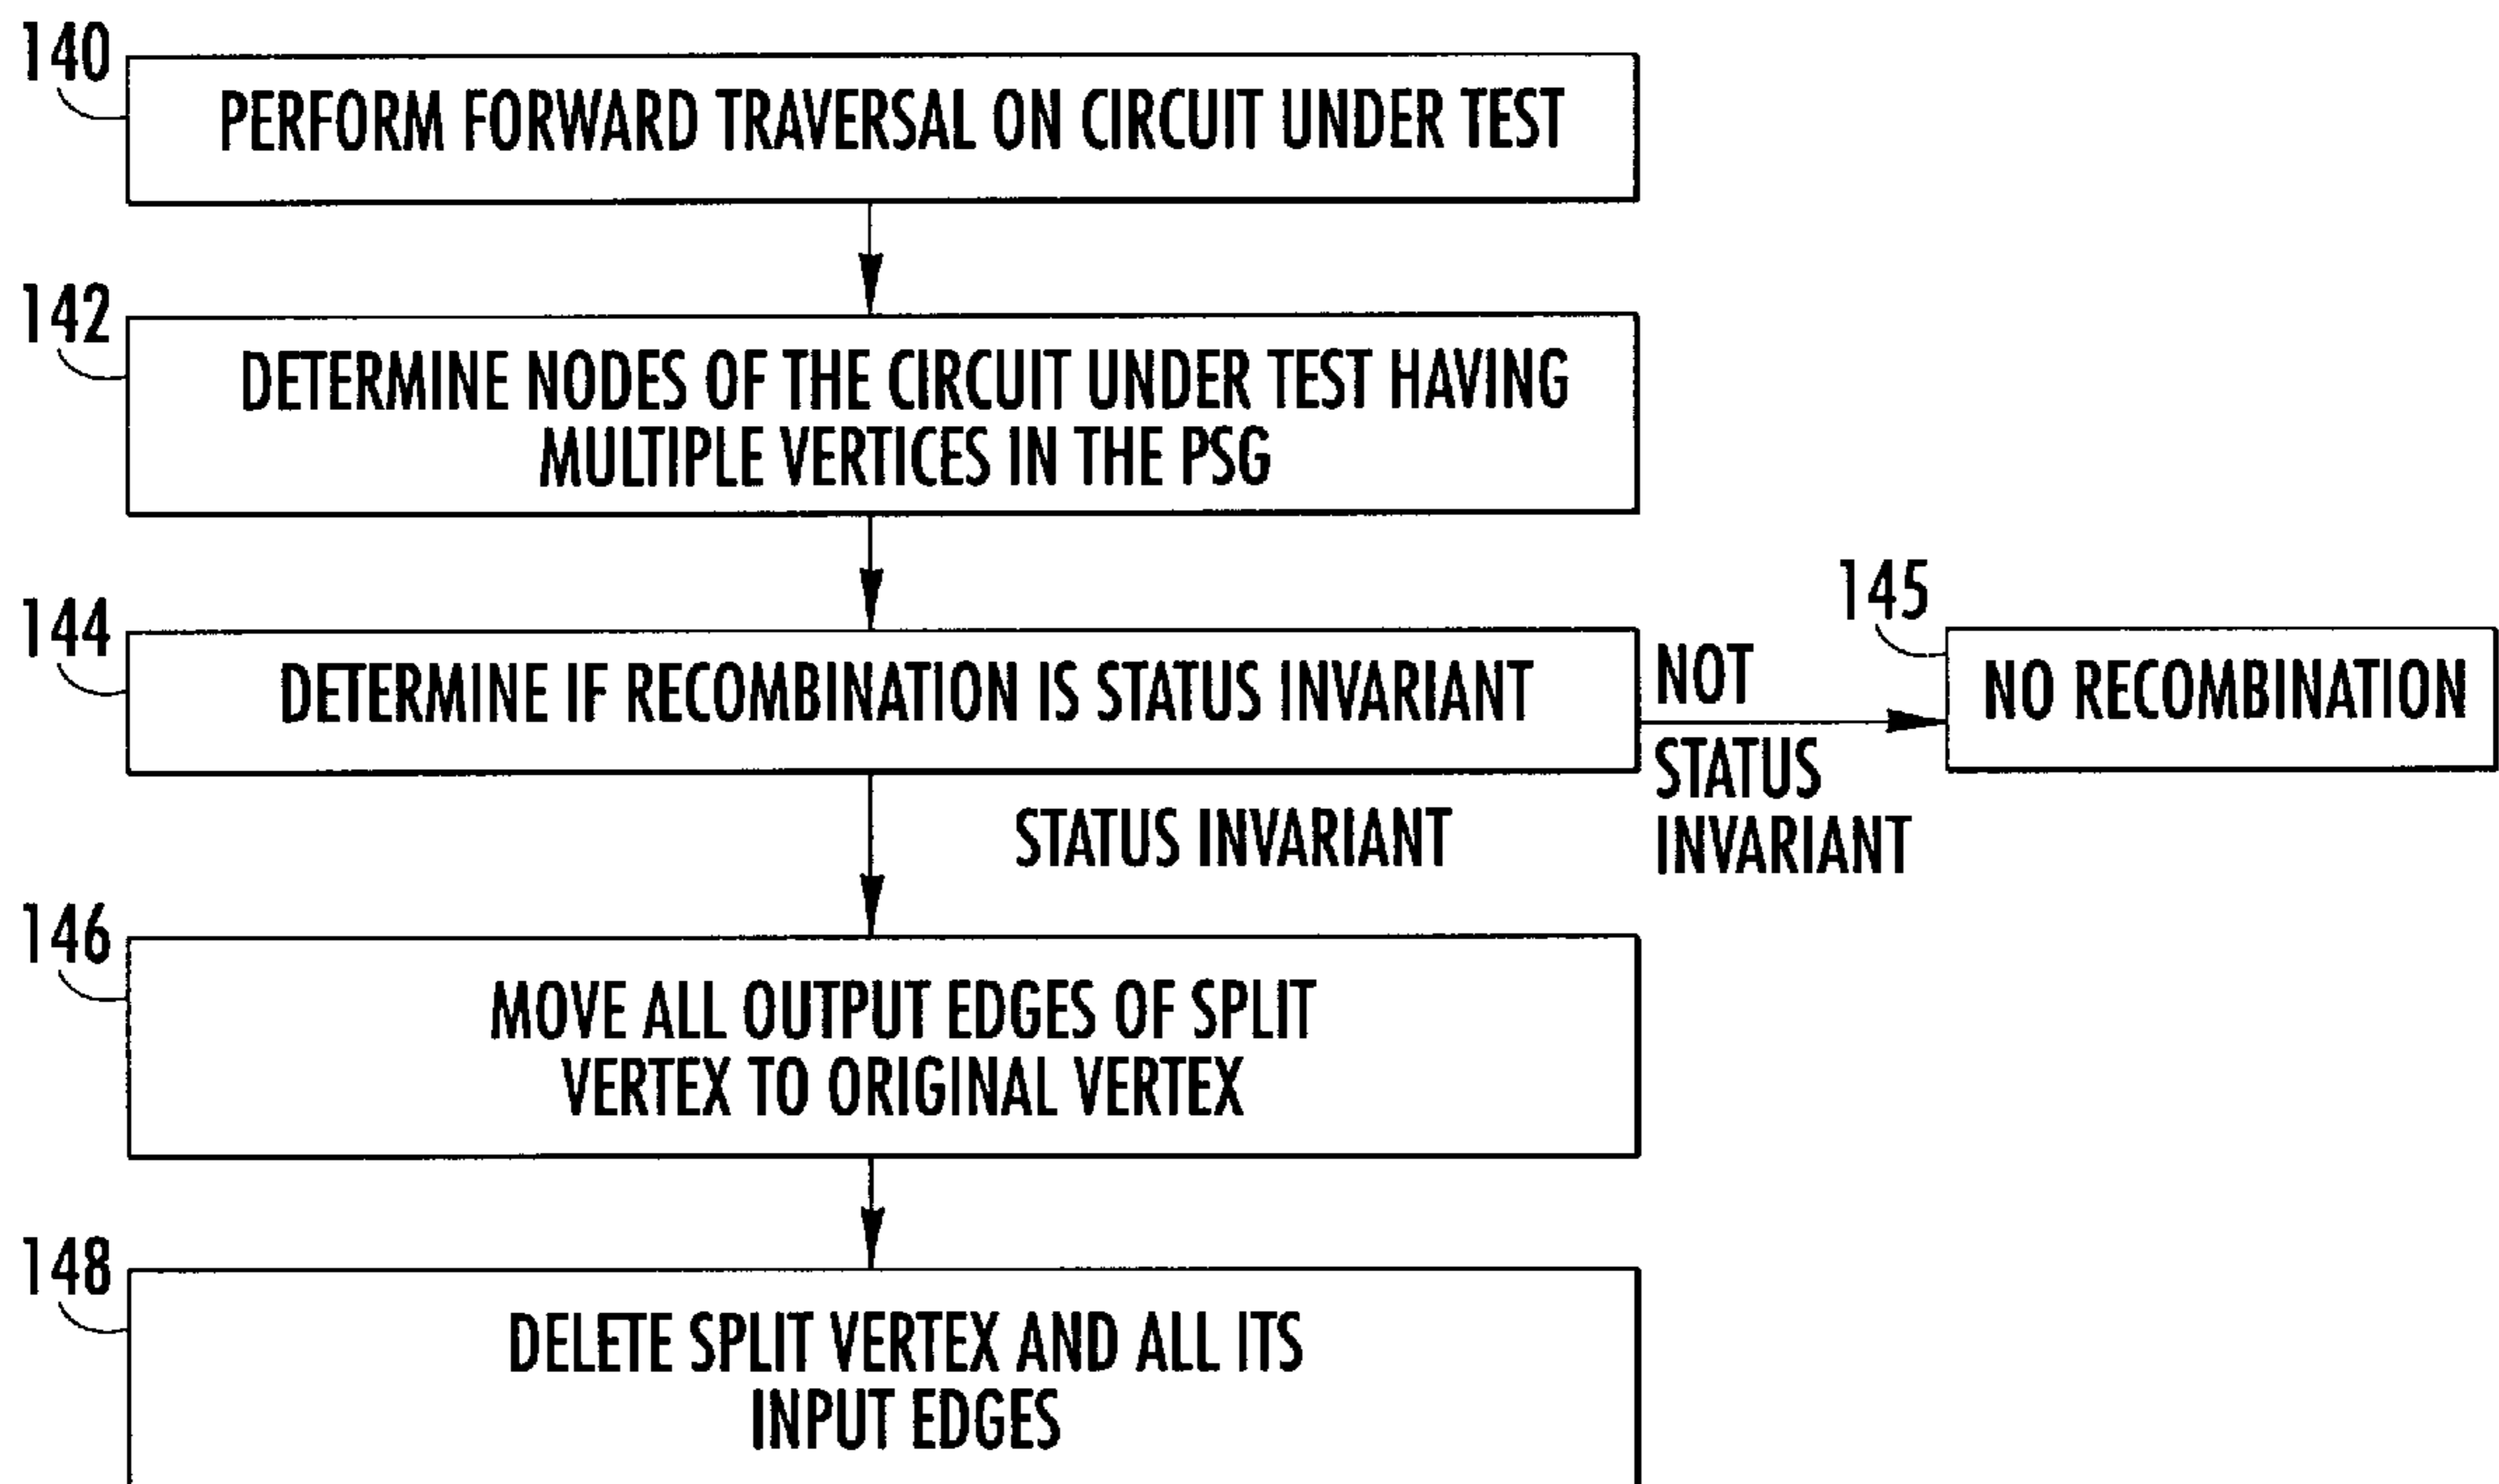 140
PERFORM FORWARD TRAVERSAL ON CIRCUIT UNDER TEST
142
DETERMINE NODES OF THE CIRCUIT UNDER TEST HAVING
MULTIPLE VERTICES IN THE PSG
144
DETERMINE IF RECOMBINATION IS STATUS INVARIANT
NOT
STATUS
INVARIANT
145
NO RECOMBINATION
STATUS INVARIANT
146
MOVE ALL OUTPUT EDGES OF SPLIT
VERTEX TO ORIGINAL VERTEX
148
DELETE SPLIT VERTEX AND ALL ITS
INPUT EDGES